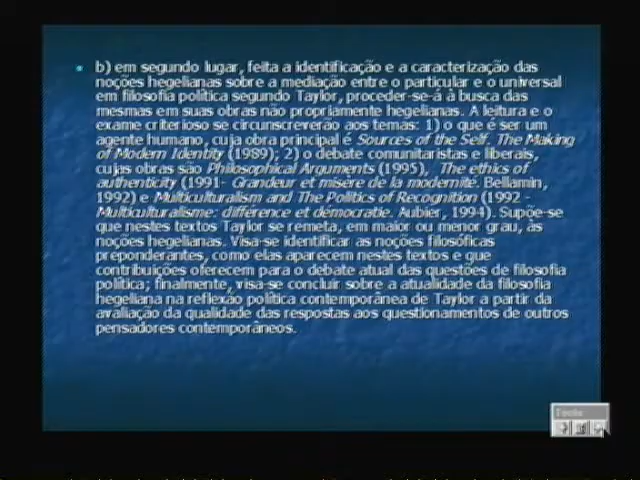 b) em segundo lugar, feita a identificação e a caracterização das
noções hegelianas sobre a mediação entre o particular e o universal
em filosofia política segundo Taylor, proceder-se-á à busca das
mesmas em suas obras não propriamente hegelianas. A leitura e o
exame criterioso se circunscreverão aos temas: 1) o que é ser um
agente humano, cuja obra principal é Sources of the Self. The Making
of Modern Identity (1989); 2) o debate comunitaristas e liberais,
cujas obras são Philosophical Arguments (1995), The ethics of
authenticity (1991- Grandeur et misère de la modernité. Bellamin,
1992) e Multiculturalism and The Politics of Recognition (1992 -
Multiculturalisme: différence et démocratie. Aubier, 1994). Supõe-se
que nestes textos Taylor se remeta, em maior ou menor grau, às
noções hegelianas. Visa-se identificar as noções filosóficas
preponderantes, como elas aparecem nestes textos e que
contribuições oferecem para o debate atual das questões de filosofia
política; finalmente, visa-se concluir sobre a atualidade da filosofia
hegeliana na reflexão política contemporânea de Taylor a partir da
avaliação da qualidade das respostas aos questionamentos de outros
pensadores contemporâneos.